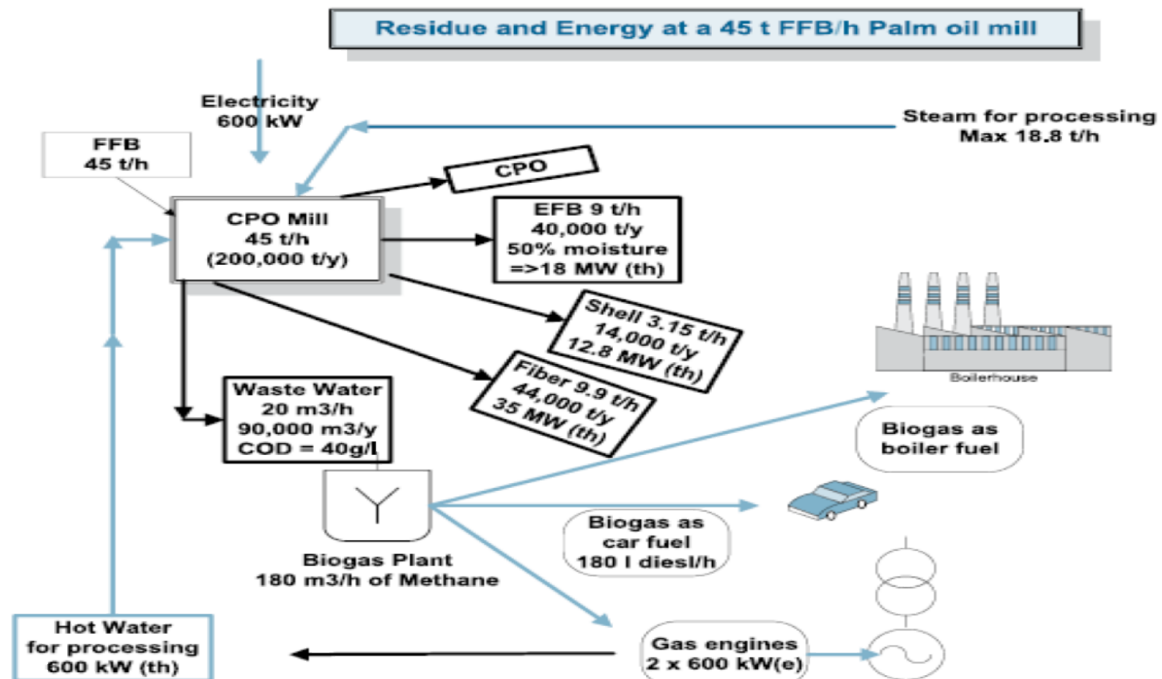 Residue and Energy at a 45 t FFB/h Palm oil mill
Electricity
600 kW
Steam for processing
Max 18.8 t/h
FFB
45 t/h
CPO
CPO Mill
45 t/h
(200,000 t/y)
EFB 9 t/h
40,000 t/y
50% moisture
=>18 MW (th)
Shell 3.15 t/h
14,000 t/y
12.8 MW (th)
Fiber 9.9 t/h
44,000 t/y
35 MW (th)
Boilerhouse
Waste Water
20 m3/h
90,000 m3/y
COD = 40g/l
Biogas as
boiler fuel
Biogas as
car fuel
180 l diesl/h
Biogas Plant
180 m3/h of Methane
Hot Water
for processing
600 kW (th)
Gas engines
2 x 600 kW(e)